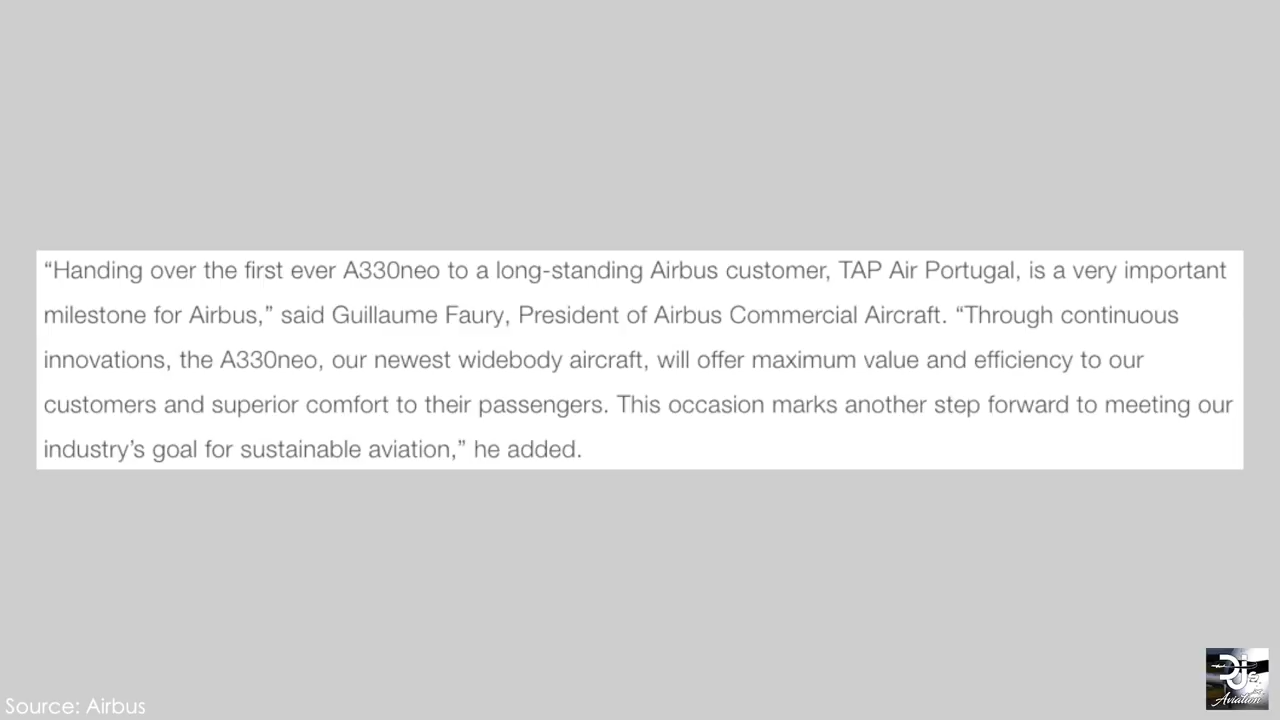 “Handing over the first ever A330neo to a long-standing Airbus customer, TAP Air Portugal, is a very important
milestone for Airbus,” said Guillaume Faury, President of Airbus Commercial Aircraft. “Through continuous
innovations, the A330neo, our newest widebody aircraft, will offer maximum value and efficiency to our
customers and superior comfort to their passengers. This occasion marks another step forward to meeting our
industry’s goal for sustainable aviation,” he added.
Source: Airbus
DJ's
Aviation